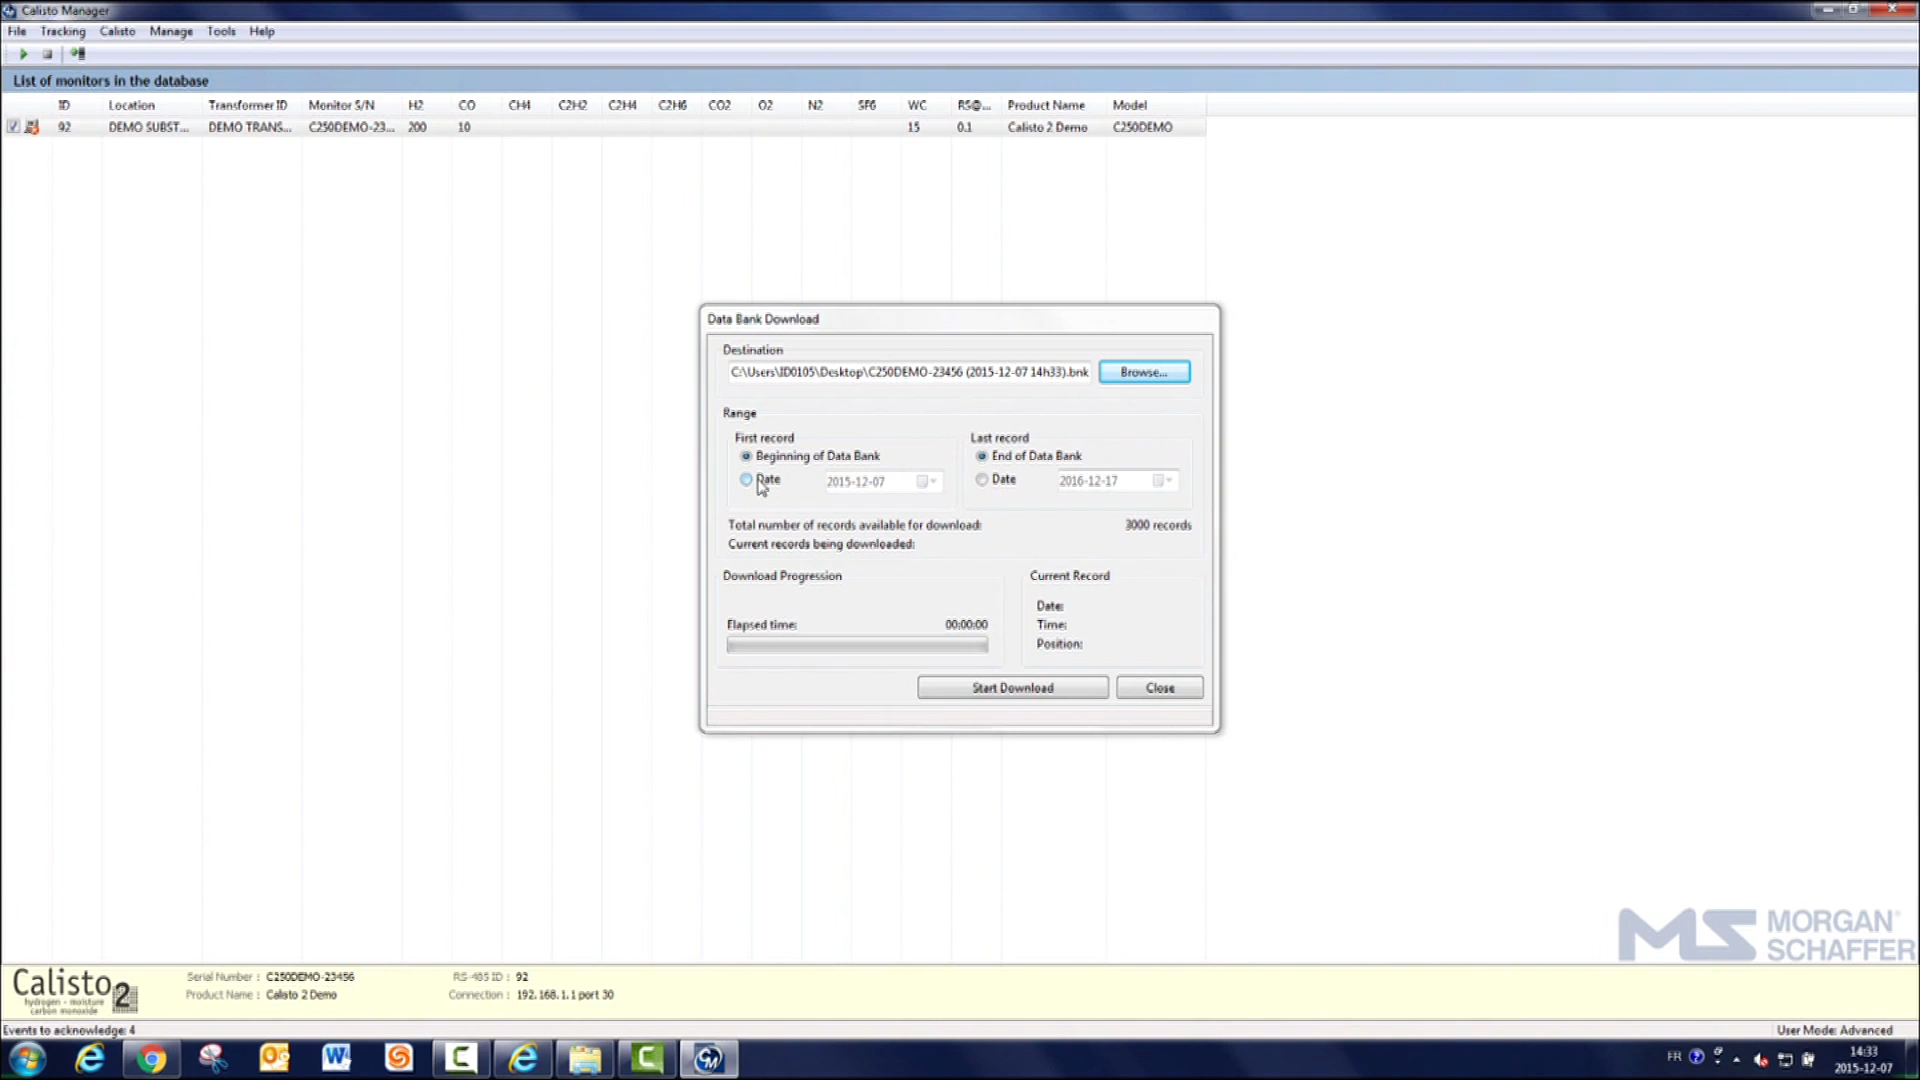 Calisto Manager
File Tracking Calisto Manage Tools Help
List of monitors in the database
ID Location Transformer ID Monitor S/N H2 CO CH4 C2H2 C2H4 C2H6 CO2 O2 N2 SF6 WC RS@... Product Name Model
92 DEMO SUBST... DEMO TRANS... C250DEMO-23... 200 10 15 0.1 Calisto 2 Demo C250DEMO
Data Bank Download
Destination
C:\Users\ID0105\Desktop\C250DEMO-23456 (2015-12-07 14h33).bnk Browse...
Range
First record Last record
Beginning of Data Bank End of Data Bank
Date 2015-12-07 Date 2016-12-17
Total number of records available for download: 3000 records
Current records being downloaded:
Download Progression Current Record
Date:
Elapsed time: 00:00:00 Time:
Position:
Start Download Close
MS MORGAN SCHAFFER
Calisto 2
hydrogen - moisture
carbon monoxide
Serial Number : C250DEMO-23456 RS-485 ID : 92
Product Name : Calisto 2 Demo Connection : 192.168.1.1 port 30
Events to acknowledge: 4 User Mode: Advanced
FR 14:33
2015-12-07